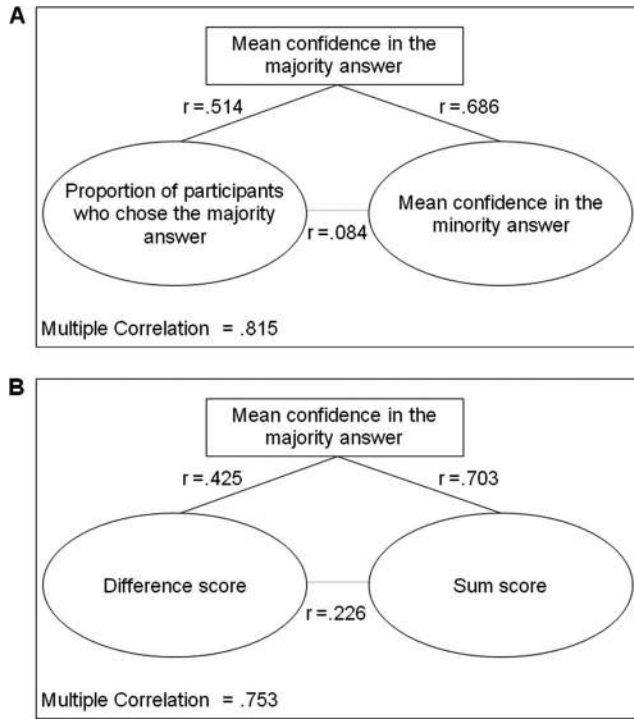 A
Mean confidence in the
majority answer
r =.514
r =.686
Proportion of participants
who chose the majority
answer
r =.084
Mean confidence in the
minority answer
Multiple Correlation = .815
B
Mean confidence in the
majority answer
r =.425
r =.703
Difference score
r =.226
Sum score
Multiple Correlation = .753